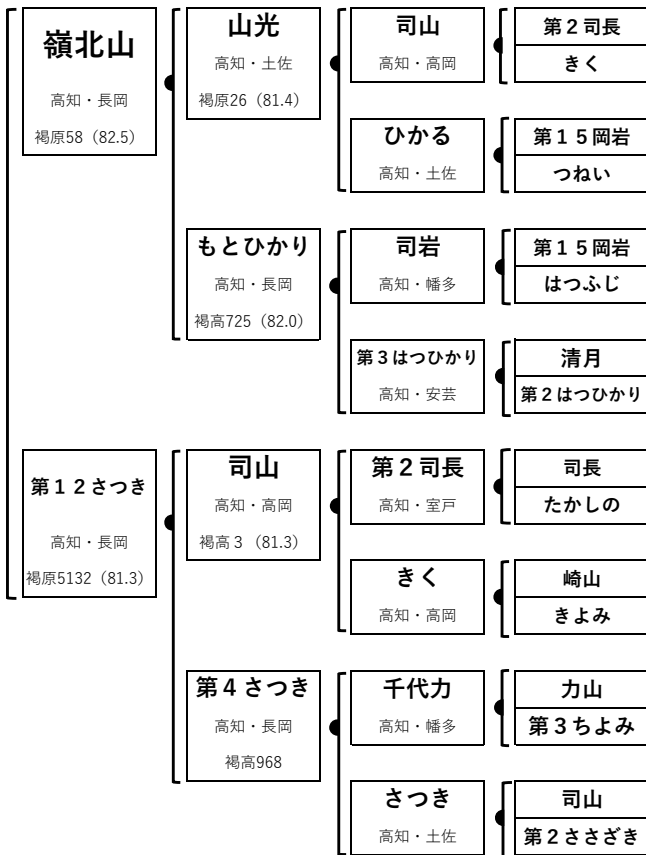 嶺北山
高知・長岡
褐原58（82.5）
山光
高知・土佐
褐原26（81.4）
司山
高知・高岡
第２司長
きく
ひかる
高知・土佐
第１５岡岩
つねい
もとひかり
高知・長岡
褐高725（82.0）
司岩
高知・幡多
第１５岡岩
はつふじ
第３はつひかり
高知・安芸
清月
第２はつひかり
第１２さつき
高知・長岡
褐原5132（81.3）
司山
高知・高岡
褐高３（81.3）
第２司長
高知・室戸
司長
たかしの
きく
高知・高岡
崎山
きよみ
第４さつき
高知・長岡
褐高968
千代力
高知・幡多
力山
第３ちよみ
さつき
高知・土佐
司山
第２ささざき